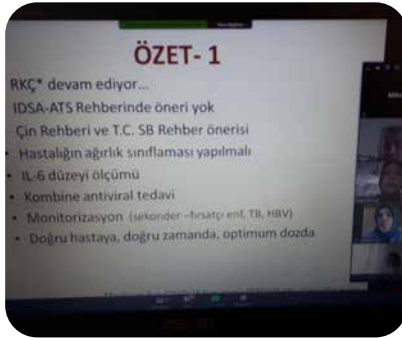 ÖZET- 1
RKÇ* devam ediyor...
IDSA-ATS Rehberinde öneri yok
Çin Rehberi ve T.C. SB Rehber önerisi
• Hastalığın ağırlık sınıflaması yapılmalı
• IL-6 düzeyi ölçümü
• Kombine antiviral tedavi
• Monitorizasyon (sekonder –fırsatçı enf, TB, HBV)
• Doğru hastaya, doğru zamanda, optimum dozda